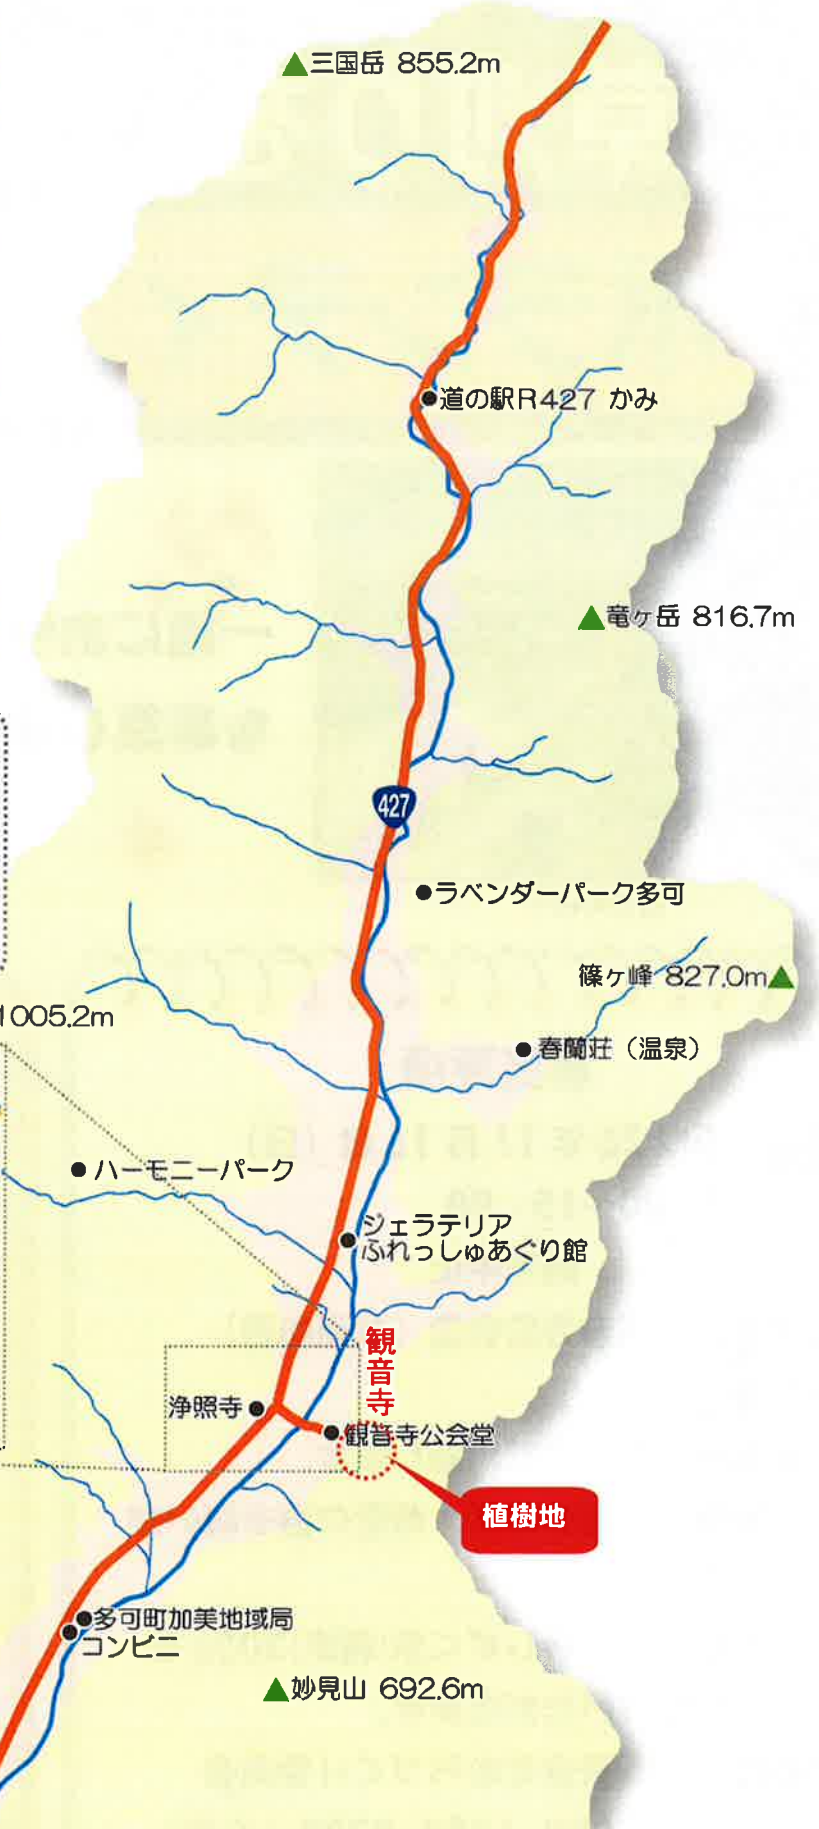 三国岳 855.2m
道の駅R427 かみ
竜ヶ岳 816.7m
427
ラベンダーパーク多可
篠ヶ峰 827.0m
1005.2m
春蘭荘（温泉）
ハーモニーパーク
ジェラテリア
ふれっしゅあぐり館
観音寺
浄照寺
観音寺公会堂
植樹地
多可町加美地域局
コンビニ
妙見山 692.6m